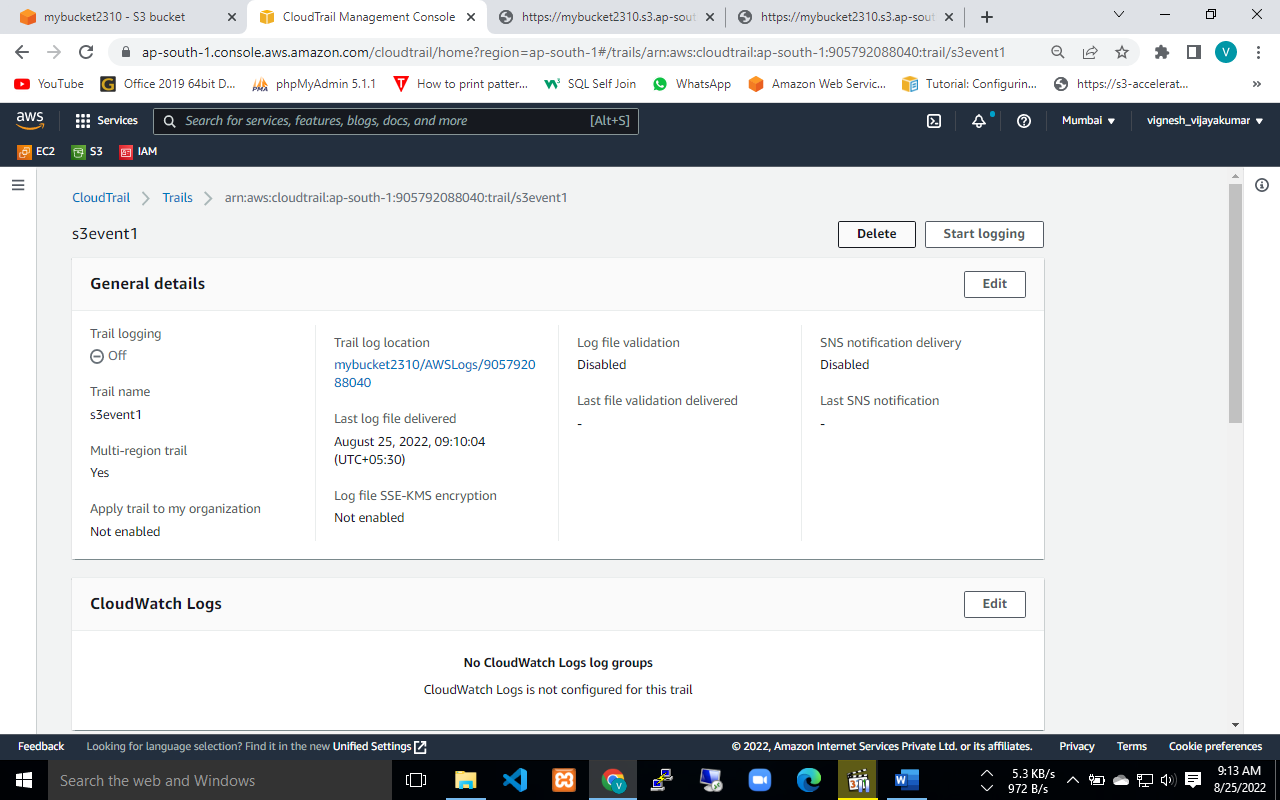 mybucket2310 - S3 bucket
CloudTrail Management Console
https://mybucket2310.s3.ap-sout
https://mybucket2310.s3.ap-sout
ap-south-1.console.aws.amazon.com/cloudtrail/home?region=ap-south-1#/trails/arn:aws:cloudtrail:ap-south-1:905792088040:trail/s3event1
V
YouTube
Office 2019 64bit D...
phpMyAdmin 5.1.1
How to print patter...
SQL Self Join
WhatsApp
Amazon Web Servic...
Tutorial: Configurin...
https://s3-accelerat...
»
aws
Services
Search for services, features, blogs, docs, and more
[Alt+S]
Mumbai
vignesh_vijayakumar
EC2
S3
IAM
CloudTrail
Trails
arn:aws:cloudtrail:ap-south-1:905792088040:trail/s3event1
s3event1
Delete
Start logging
General details
Edit
Trail logging
Off
Trail name
s3event1
Multi-region trail
Yes
Apply trail to my organization
Not enabled
Trail log location
mybucket2310/AWSLogs/9057920
88040
Last log file delivered
August 25, 2022, 09:10:04
(UTC+05:30)
Log file SSE-KMS encryption
Not enabled
Log file validation
Disabled
Last file validation delivered
-
SNS notification delivery
Disabled
Last SNS notification
-
CloudWatch Logs
Edit
No CloudWatch Logs log groups
CloudWatch Logs is not configured for this trail
Feedback
Looking for language selection? Find it in the new Unified Settings
© 2022, Amazon Internet Services Private Ltd. or its affiliates.
Privacy
Terms
Cookie preferences
Search the web and Windows
5.3 KB/s
972 B/s
9:13 AM
8/25/2022